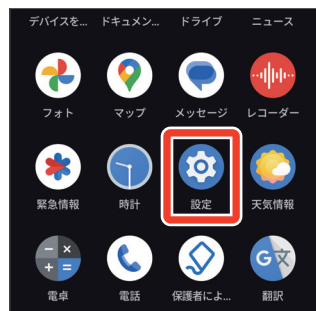 デバイスを... ドキュメン... ドライブ ニュース
フォト マップ メッセージ レコーダー
緊急情報 時計 設定 天気情報
G文
電卓 電話 保護者によ... 翻訳